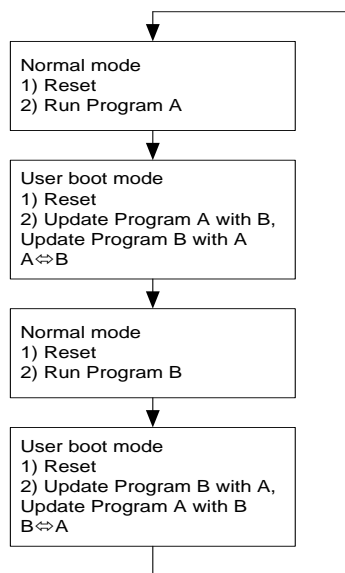 Normal mode
1) Reset
2) Run Program A
User boot mode
1) Reset
2) Update Program A with B,
Update Program B with A
A⇔B
Normal mode
1) Reset
2) Run Program B
User boot mode
1) Reset
2) Update Program B with A,
Update Program A with B
B⇔A